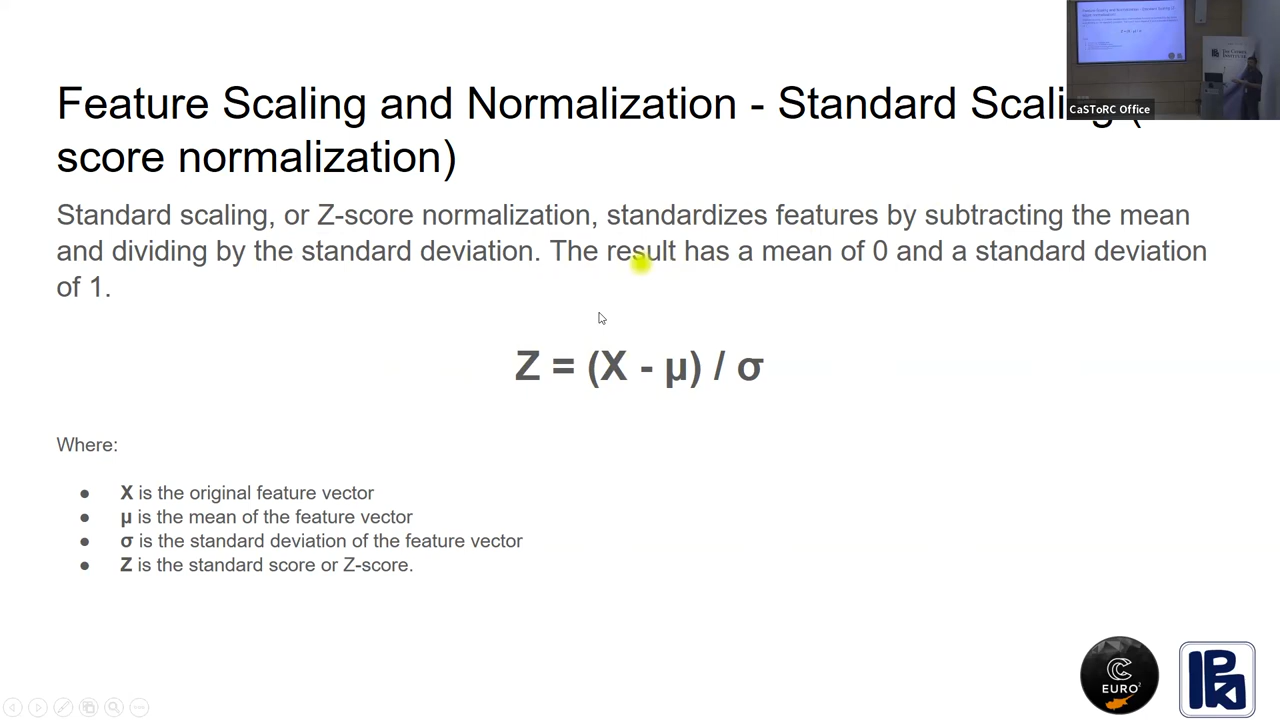 Feature Scaling and Normalization - Standard Scaling (
score normalization)
CaSToRC Office
Standard scaling, or Z-score normalization, standardizes features by subtracting the mean
and dividing by the standard deviation. The result has a mean of 0 and a standard deviation
of 1.
Z = (X - μ) / σ
Where:
● X is the original feature vector
● μ is the mean of the feature vector
● σ is the standard deviation of the feature vector
● Z is the standard score or Z-score.
EURO²